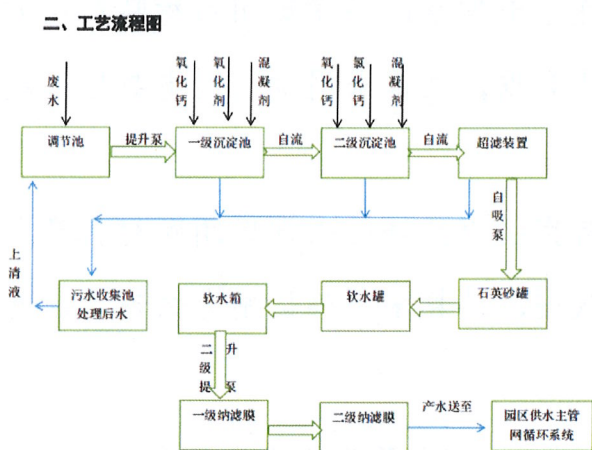 二、工艺流程图
废水
氧化钙
氧化剂
混凝剂
氧化钙
氯化钙
混凝剂
调节池
提升泵
一级沉淀池
自流
二级沉淀池
自流
超滤装置
自吸泵
上清液
污水收集池
处理后水
软水箱
软水罐
石英砂罐
二级提升泵
一级纳滤膜
二级纳滤膜
产水送至
园区供水主管
网循环系统